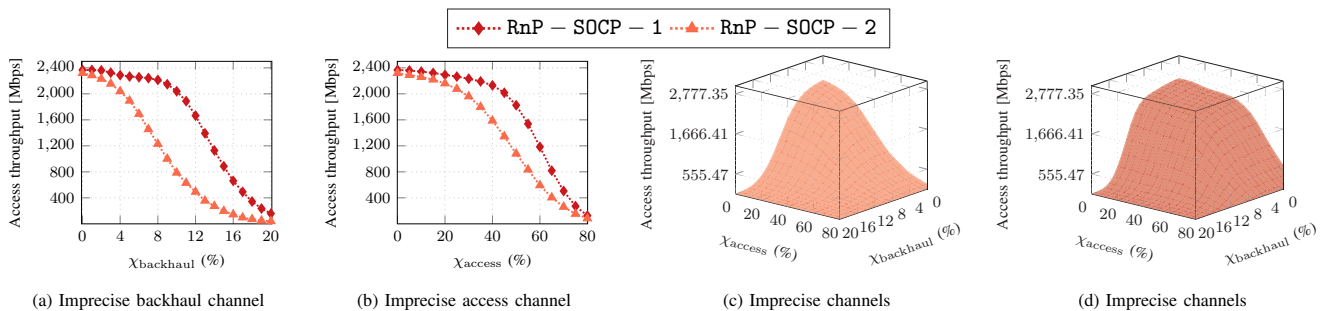 RnP − SOCP − 1 RnP − SOCP − 2
Access throughput [Mbps]
2,400
2,000
1,600
1,200
800
400
0 4 8 12 16 20
χbackhaul (%)
(a) Imprecise backhaul channel
Access throughput [Mbps]
2,400
2,000
1,600
1,200
800
400
0 20 40 60 80
χaccess (%)
(b) Imprecise access channel
Access throughput [Mbps]
2,777.35
1,666.41
555.47
0 20 40 60 80
20 16 12 8 4 0
χaccess (%)
χbackhaul (%)
(c) Imprecise channels
Access throughput [Mbps]
2,777.35
1,666.41
555.47
0 20 40 60 80
20 16 12 8 4 0
χaccess (%)
χbackhaul (%)
(d) Imprecise channels